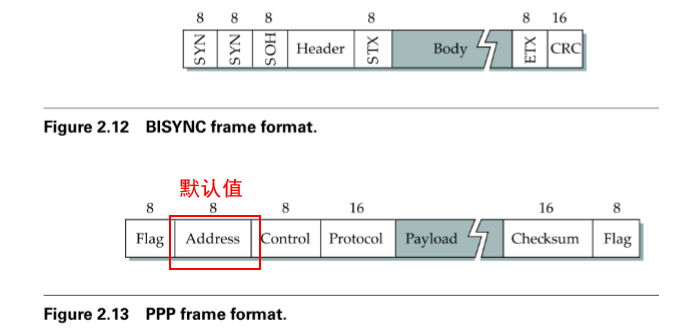 8 8 8 8 8 16
SYN SYN SOH Header STX Body ETX CRC
Figure 2.12 BISYNC frame format.
默认值
8 8 8 16 16 8
Flag Address Control Protocol Payload Checksum Flag
Figure 2.13 PPP frame format.